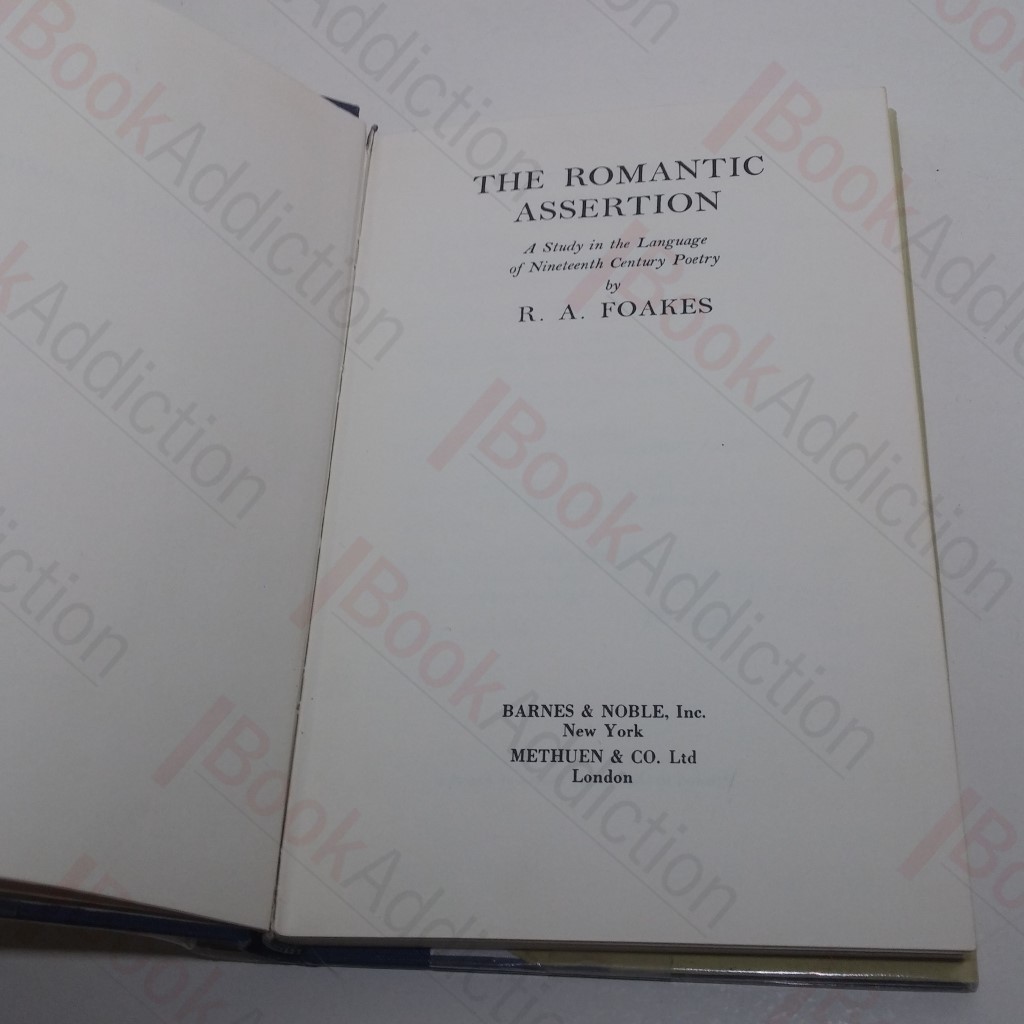 THE ROMANTIC
ASSERTION
A Study in the Language
of Nineteenth Century Poetry
by
R. A. FOAKES
BARNES & NOBLE, Inc.
New York
METHUEN & CO. Ltd
London
BookAddiction